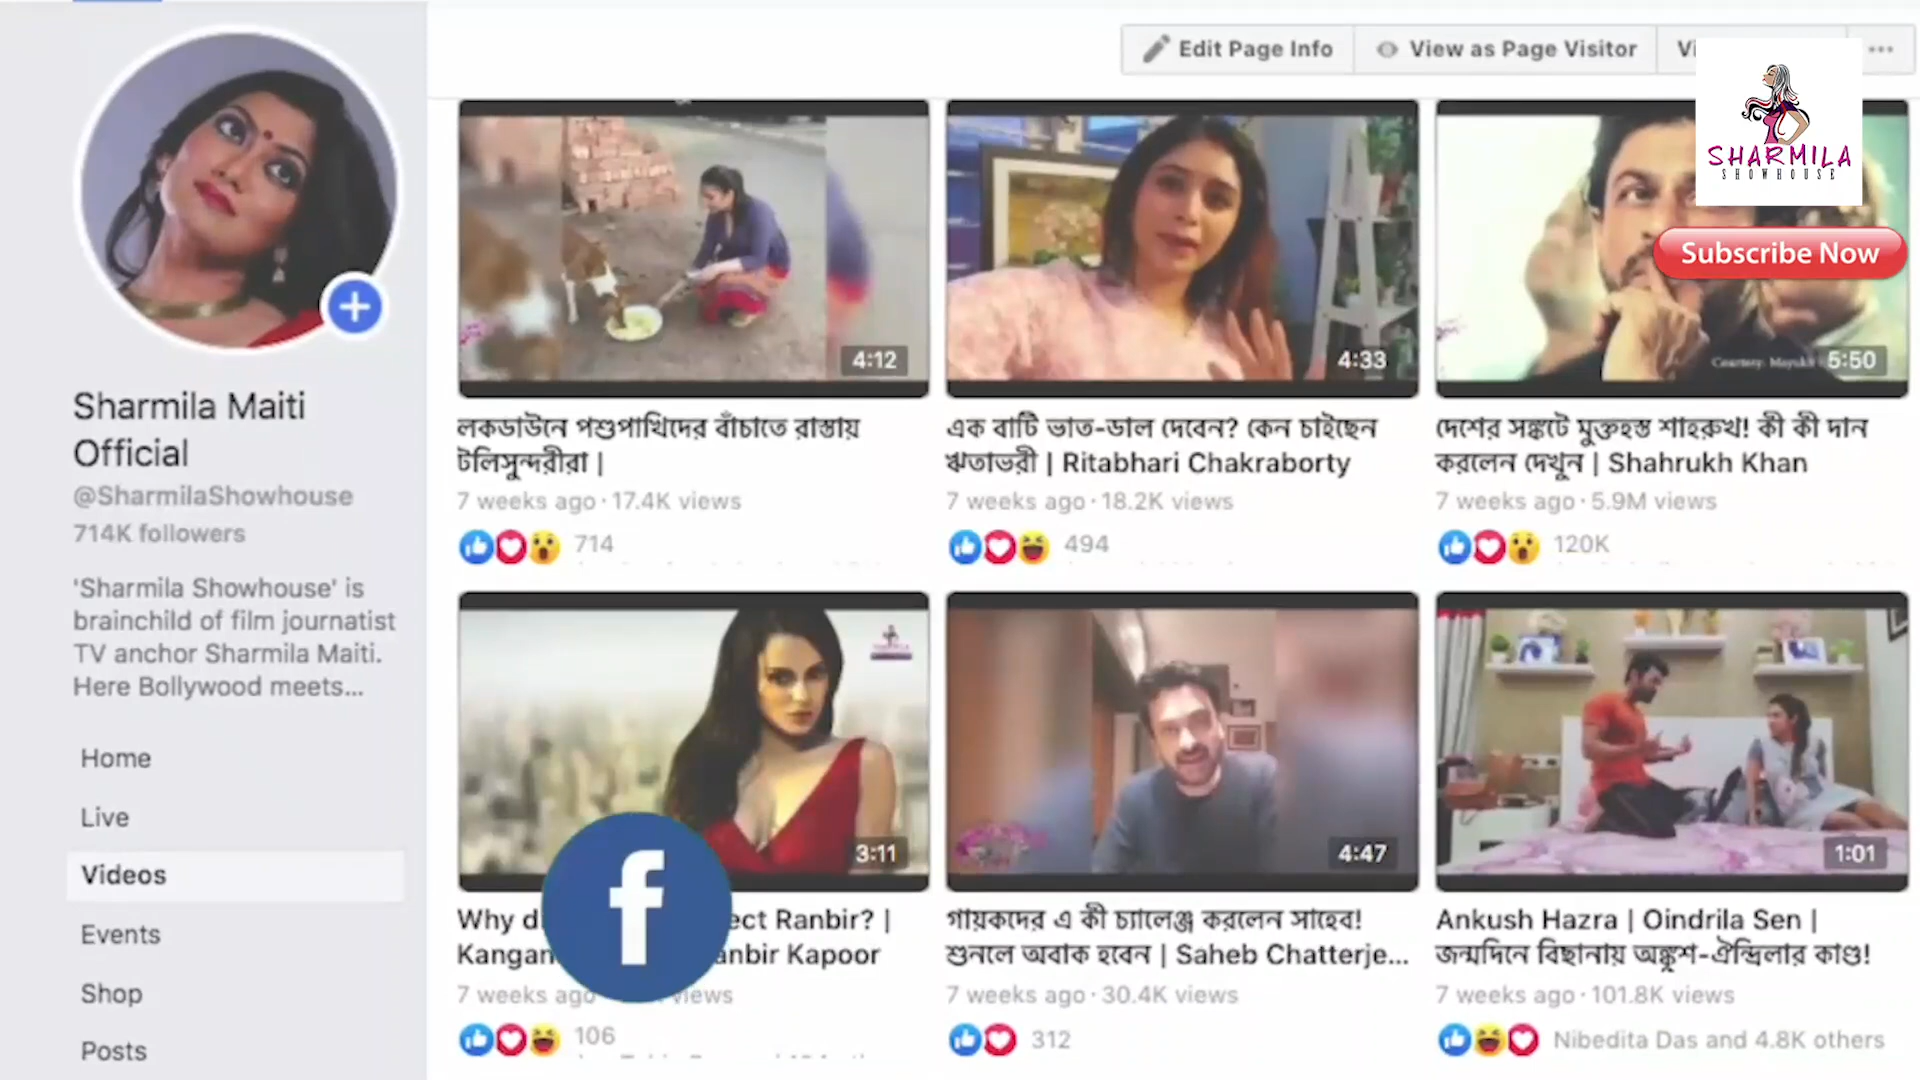 Edit Page Info
View as Page Visitor
SHARMILA
SHOWHOUSE
Subscribe Now
Sharmila Maiti
Official
@SharmilaShowhouse
714K followers
'Sharmila Showhouse' is
brainchild of film journatist
TV anchor Sharmila Maiti.
Here Bollywood meets...
Home
Live
Videos
Events
Shop
Posts
4:12
লকডাউনে পশুপাখিদের বাঁচাতে রাস্তায়
টলিসুন্দরীরা |
7 weeks ago · 17.4K views
714
4:33
এক বাটি ভাত-ডাল দেবেন? কেন চাইছেন
ঋতাভরী | Ritabhari Chakraborty
7 weeks ago · 18.2K views
494
Courtesy: 
5:50
দেশের সঙ্কটে মুক্তহস্ত শাহরুখ! কী কী দান
করলেন দেখুন | Shahrukh Khan
7 weeks ago · 5.9M views
120K
3:11
Why Ranbir? |
Kapoor
7 weeks ago views
106
f
4:47
গায়কদের এ কী চ্যালেঞ্জ করলেন সাহেব!
শুনলে অবাক হবেন | Saheb Chatterje...
7 weeks ago · 30.4K views
312
1:01
Ankush Hazra | Oindrila Sen |
জন্মদিনে বিছানায় অঙ্কুশ-ঐন্দ্রিলার কাণ্ড!
7 weeks ago · 101.8K views
Nibedita Das and 4.8K others